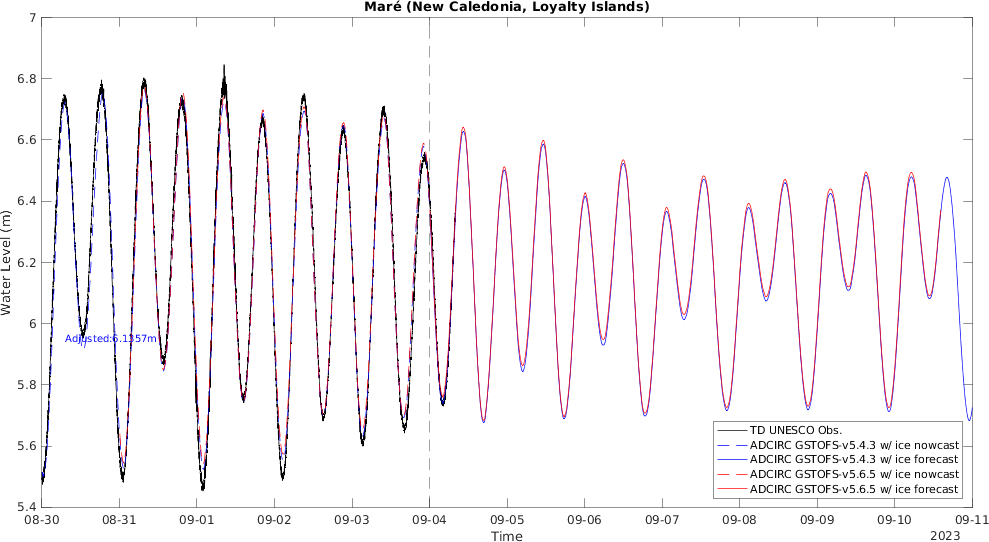 Maré (New Caledonia, Loyalty Islands)
7
6.8
6.6
6.4
6.2
6
5.8
5.6
5.4
Water Level (m)
Adjusted:6.1357m
TD UNESCO Obs.
ADCIRC GSTOFS-v5.4.3 w/ ice nowcast
ADCIRC GSTOFS-v5.4.3 w/ ice forecast
ADCIRC GSTOFS-v5.6.5 w/ ice nowcast
ADCIRC GSTOFS-v5.6.5 w/ ice forecast
08-30 08-31 09-01 09-02 09-03 09-04 09-05 09-06 09-07 09-08 09-09 09-10 09-11
Time
2023